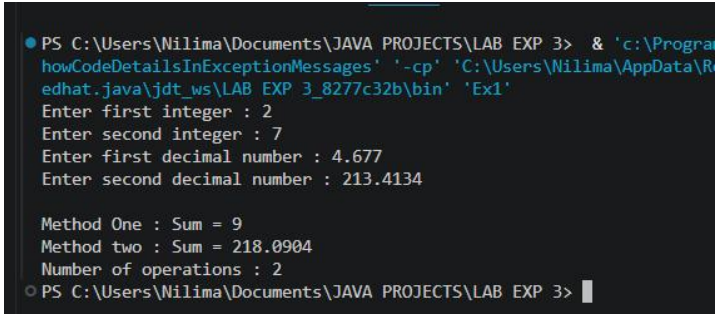 PS C:\Users\Nilima\Documents\JAVA PROJECTS\LAB EXP 3> & 'c:\Program
howCodeDetailsInExceptionMessages' '-cp' 'C:\Users\Nilima\AppData\R
edhat.java\jdt_ws\LAB EXP 3_8277c32b\bin' 'Ex1'
Enter first integer : 2
Enter second integer : 7
Enter first decimal number : 4.677
Enter second decimal number : 213.4134
Method One : Sum = 9
Method two : Sum = 218.0904
Number of operations : 2
PS C:\Users\Nilima\Documents\JAVA PROJECTS\LAB EXP 3>